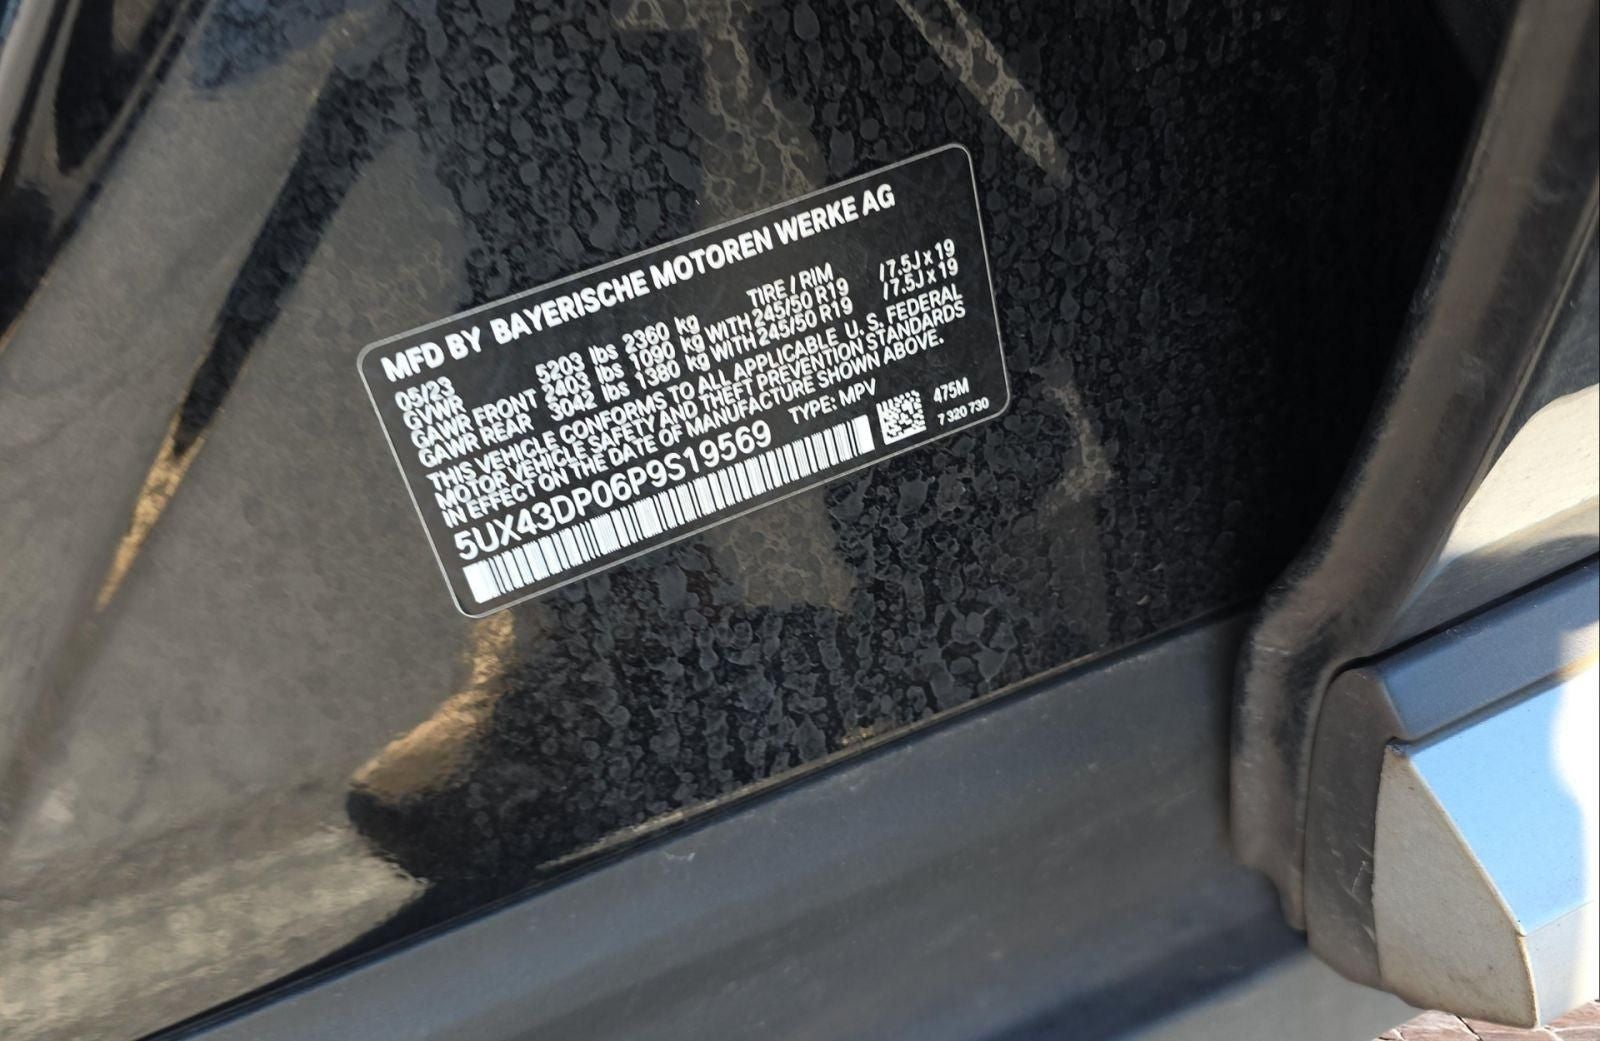 MFD BY BAYERISCHE MOTOREN WERKE AG
05/23 TIRE / RIM
GVWR 5203 lbs 2360 kg
GAWR FRONT 2403 lbs 1090 kg WITH 245/50 R19 /7.5J x 19
GAWR REAR 3042 lbs 1380 kg WITH 245/50 R19 /7.5J x 19
THIS VEHICLE CONFORMS TO ALL APPLICABLE U. S. FEDERAL
MOTOR VEHICLE SAFETY AND THEFT PREVENTION STANDARDS
IN EFFECT ON THE DATE OF MANUFACTURE SHOWN ABOVE.
5UX43DP06P9S19569 TYPE: MPV
475M
7 320 730